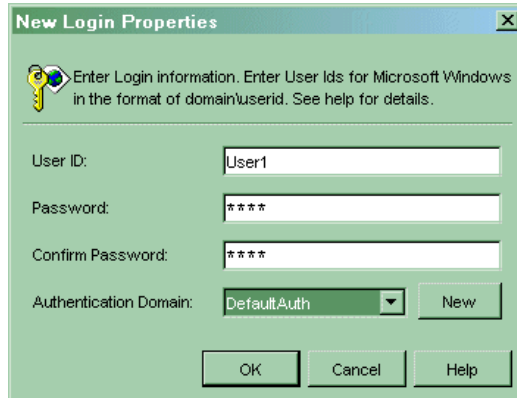 New Login Properties
Enter Login information. Enter User Ids for Microsoft Windows
in the format of domain\userid. See help for details.
User ID: User1
Password: ****
Confirm Password: ****
Authentication Domain: DefaultAuth New
OK Cancel Help